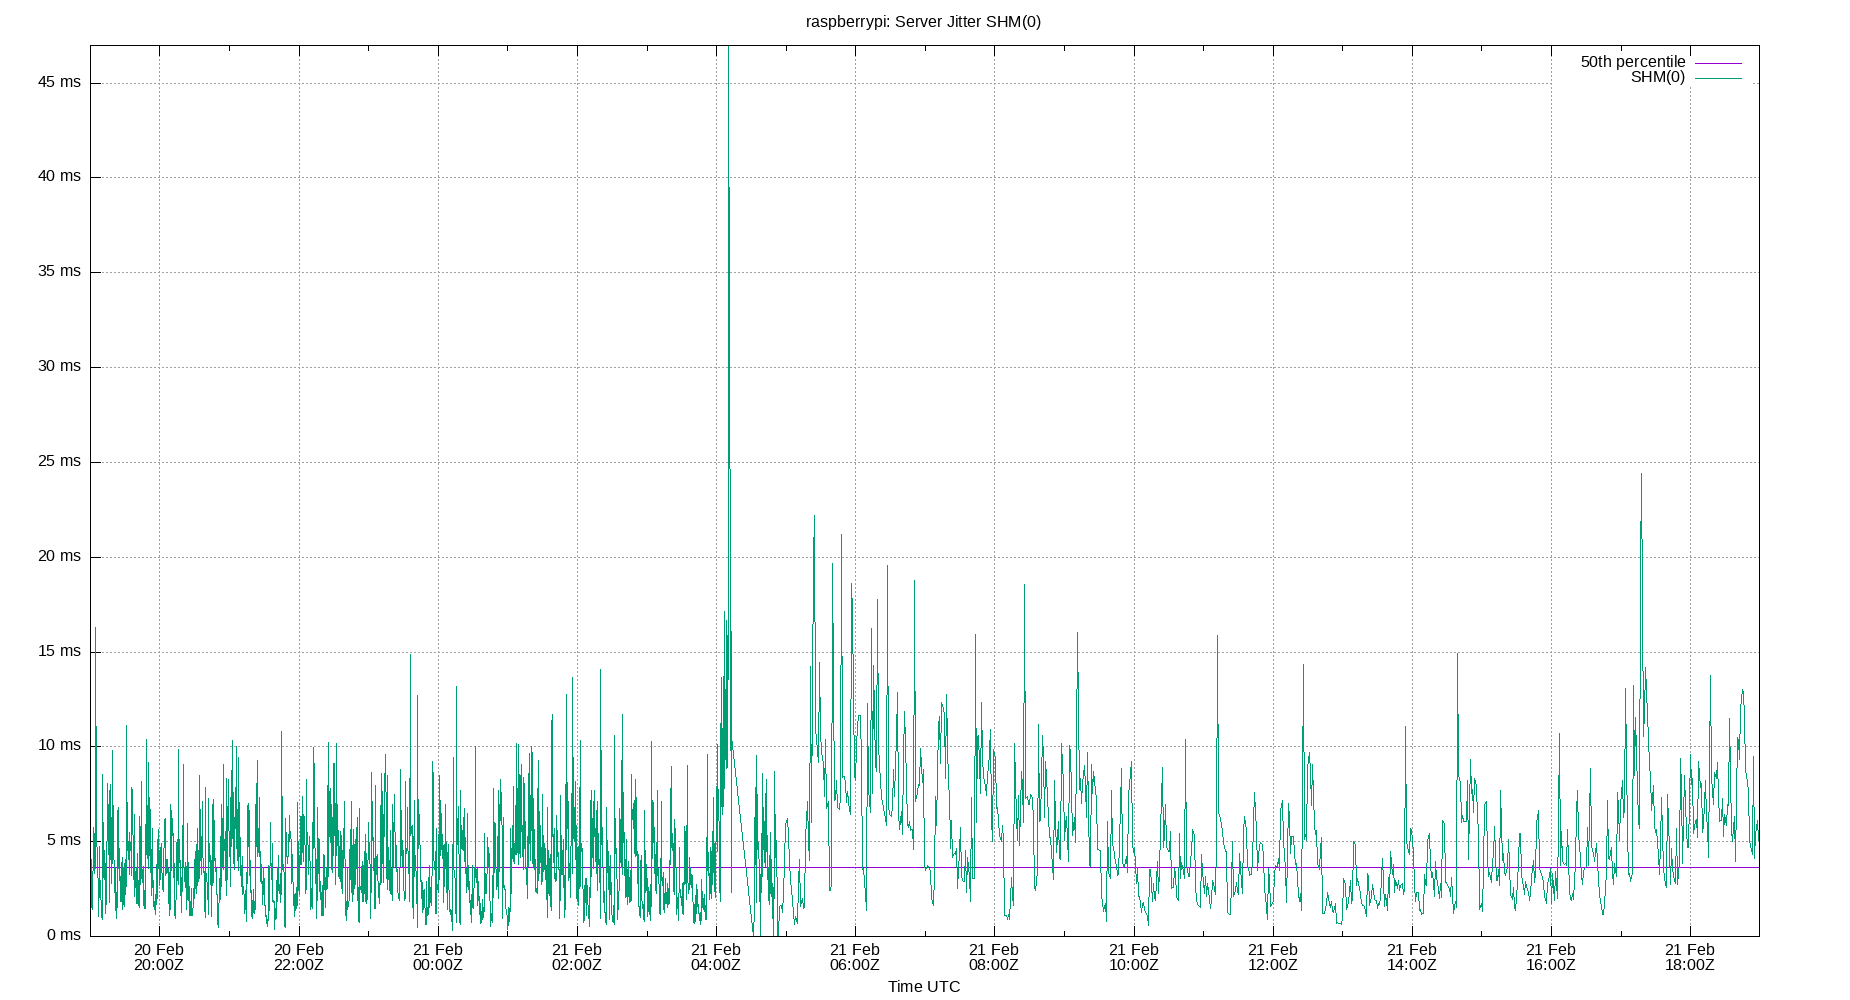 raspberrypi: Server Jitter SHM(0)
50th percentile
SHM(0)
45 ms
40 ms
35 ms
30 ms
25 ms
20 ms
15 ms
10 ms
5 ms
0 ms
20 Feb 20 Feb 21 Feb 21 Feb 21 Feb 21 Feb 21 Feb 21 Feb 21 Feb 21 Feb 21 Feb 21 Feb
20:00Z 22:00Z 00:00Z 02:00Z 04:00Z 06:00Z 08:00Z 10:00Z 12:00Z 14:00Z 16:00Z 18:00Z
Time UTC